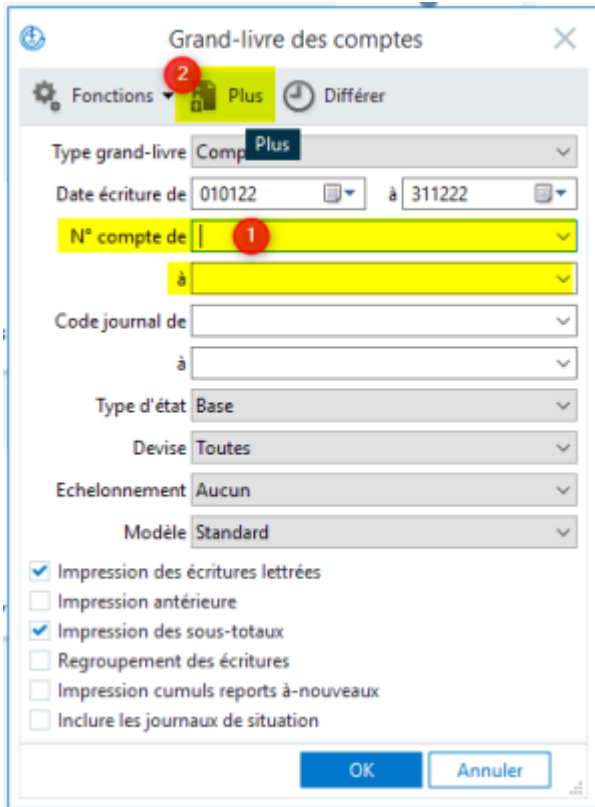 Grand-livre des comptes
Fonctions 2 Plus Différer
Plus
Type grand-livre
Date écriture de 010122 à 311222
N° compte de 1
à
Code journal de
à
Type d'état Base
Devise Toutes
Echelonnement Aucun
Modèle Standard
Impression des écritures lettrées
Impression antérieure
Impression des sous-totaux
Regroupement des écritures
Impression cumuls reports à-nouveaux
Inclure les journaux de situation
OK Annuler